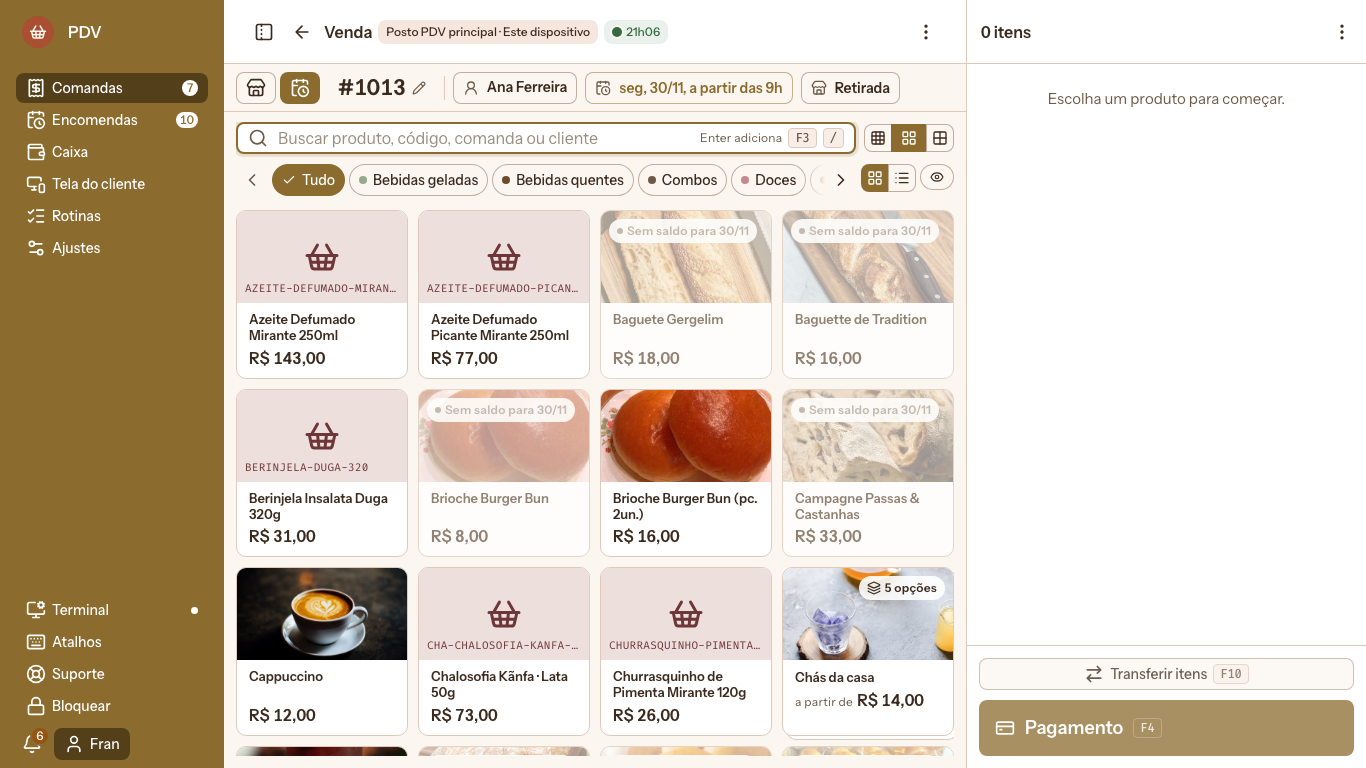 PDV
Comandas 7
Encomendas 10
Caixa
Tela do cliente
Rotinas
Ajustes
Terminal
Atalhos
Suporte
Bloquear
6
Fran
Venda
Posto PDV principal · Este dispositivo
21h06
#1013
Ana Ferreira
seg, 30/11, a partir das 9h
Retirada
Buscar produto, código, comanda ou cliente
Enter adiciona F3 /
Tudo
Bebidas geladas
Bebidas quentes
Combos
Doces
AZEITE-DEFUMADO-MIRAN…
Azeite Defumado
Mirante 250ml
R$ 143,00
AZEITE-DEFUMADO-PICAN…
Azeite Defumado
Picante Mirante 250ml
R$ 77,00
Sem saldo para 30/11
Baguete Gergelim
R$ 18,00
Sem saldo para 30/11
Baguette de Tradition
R$ 16,00
BERINJELA-DUGA-320
Berinjela Insalata Duga
320g
R$ 31,00
Sem saldo para 30/11
Brioche Burger Bun
R$ 8,00
Brioche Burger Bun (pc.
2un.)
R$ 16,00
Sem saldo para 30/11
Campagne Passas &
Castanhas
R$ 33,00
Cappuccino
R$ 12,00
CHA-CHALOSOFIA-KANFA-…
Chalosofia Kãnfa · Lata
50g
R$ 73,00
CHURRASQUINHO-PIMENTA…
Churrasquinho de
Pimenta Mirante 120g
R$ 26,00
5 opções
Chás da casa
a partir de R$ 14,00
0 itens
Escolha um produto para começar.
Transferir itens F10
Pagamento F4